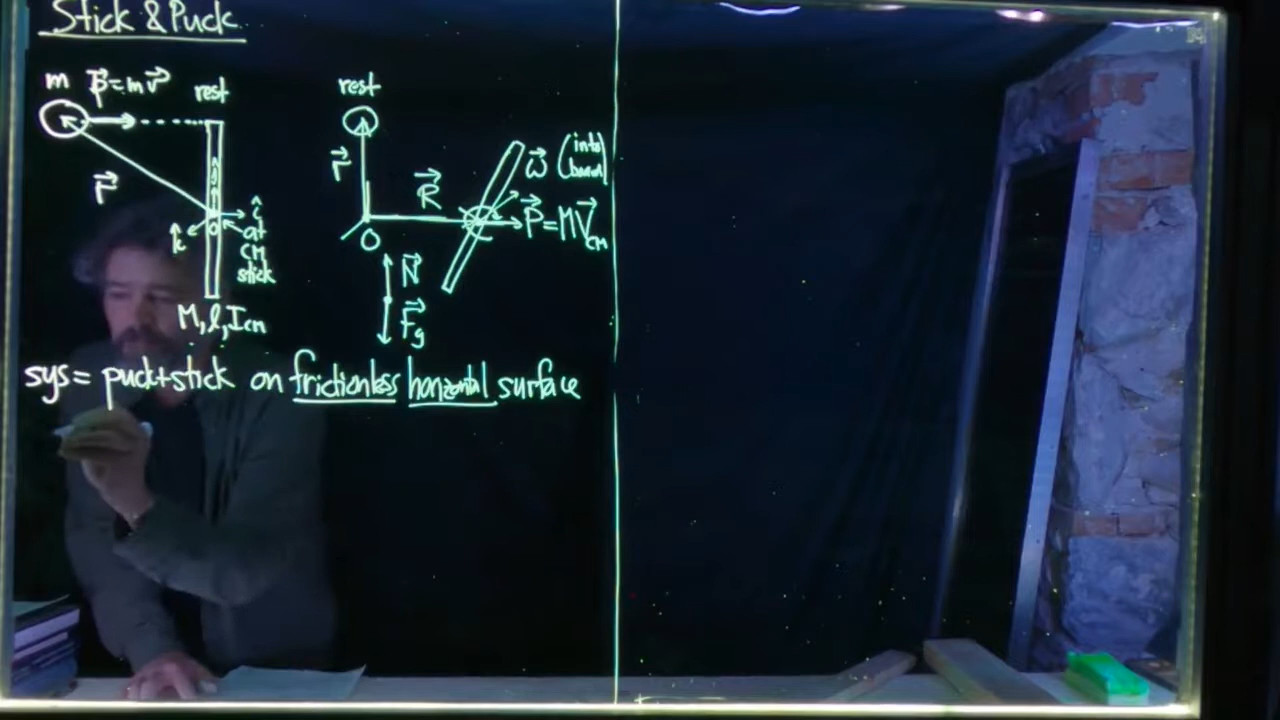 Stick & Puck
m p⃗=mv⃗ rest
r⃗
k̂ O î
at
CM
stick
M, l, Icm
rest
r⃗ R⃗ ω⃗ (into board)
O P⃗=MV⃗cm
N⃗
F⃗g
sys= puck+stick on frictionless horizontal surface